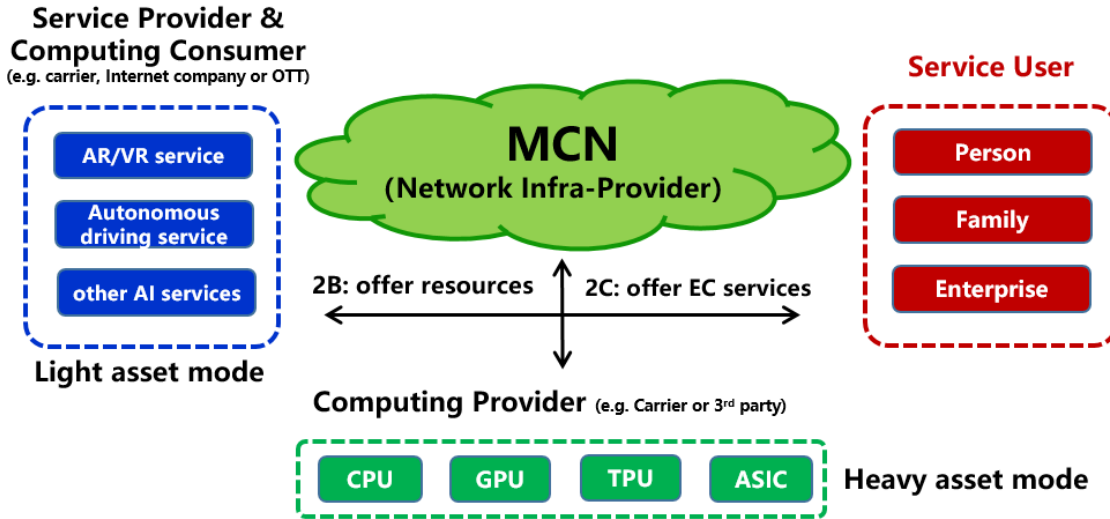 Service Provider &
Computing Consumer
(e.g. carrier, Internet company or OTT)
AR/VR service
Autonomous
driving service
other AI services
Light asset mode
MCN
(Network Infra-Provider)
2B: offer resources
2C: offer EC services
Service User
Person
Family
Enterprise
Computing Provider (e.g. Carrier or 3rd party)
CPU
GPU
TPU
ASIC
Heavy asset mode